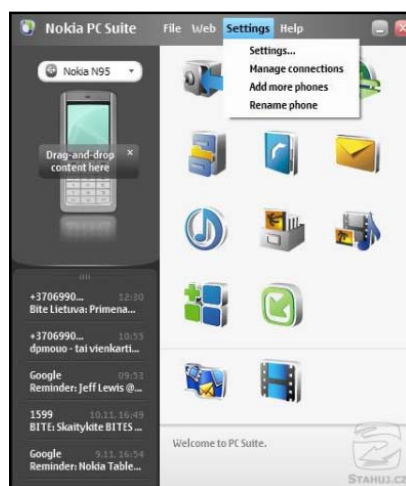 Nokia PC Suite
File Web Settings Help
Settings...
Manage connections
Add more phones
Rename phone
Nokia N95
Drag-and-drop
content here
+3706990... 12:30
Bite Lietuva: Primena...
+3706990... 10:55
dpmouo - tai vienkarti...
Google 09:53
Reminder: Jeff Lewis @...
1599 10.11. 16:49
BITE: Skaitykite BITES ...
Google 9.11. 16:54
Reminder: Nokia Table...
Welcome to PC Suite.
STAHUJ.CZ